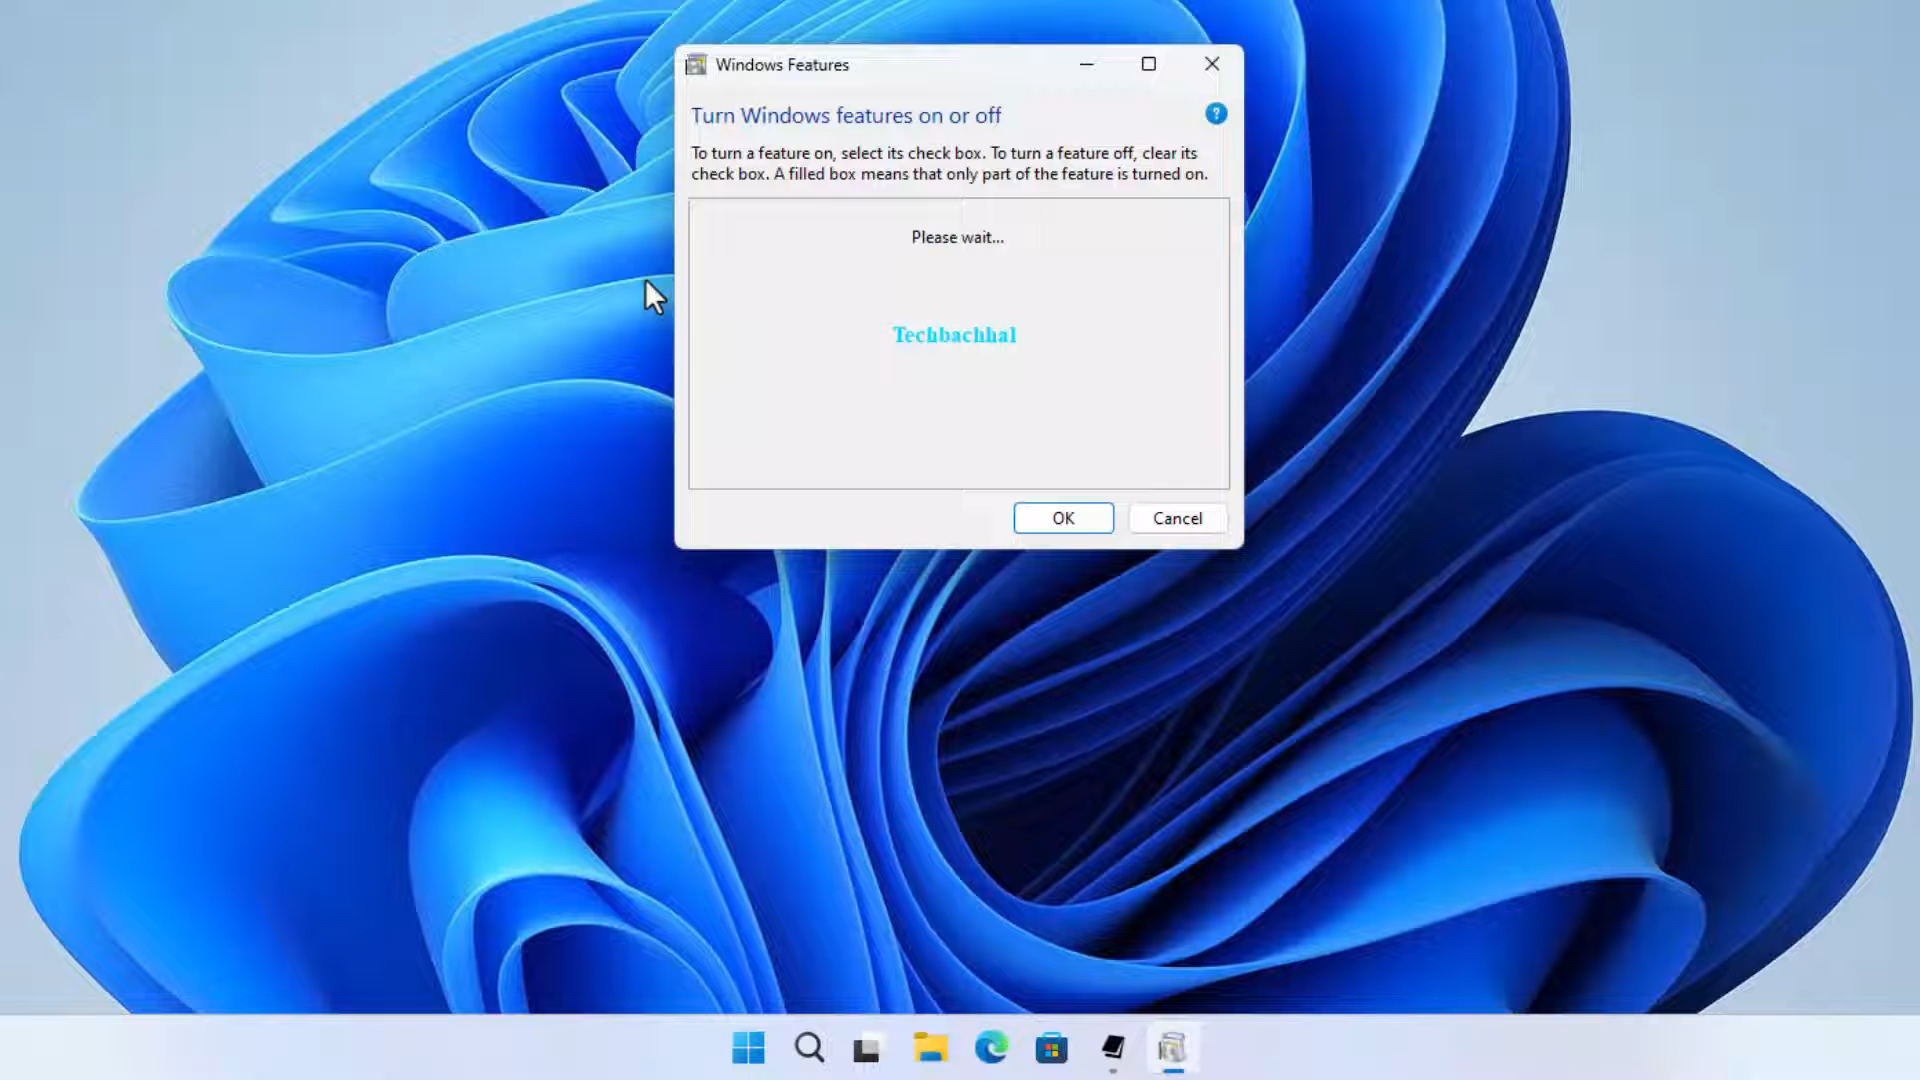 Windows Features
Turn Windows features on or off
?
To turn a feature on, select its check box. To turn a feature off, clear its
check box. A filled box means that only part of the feature is turned on.
Please wait...
Techbachhal
OK
Cancel